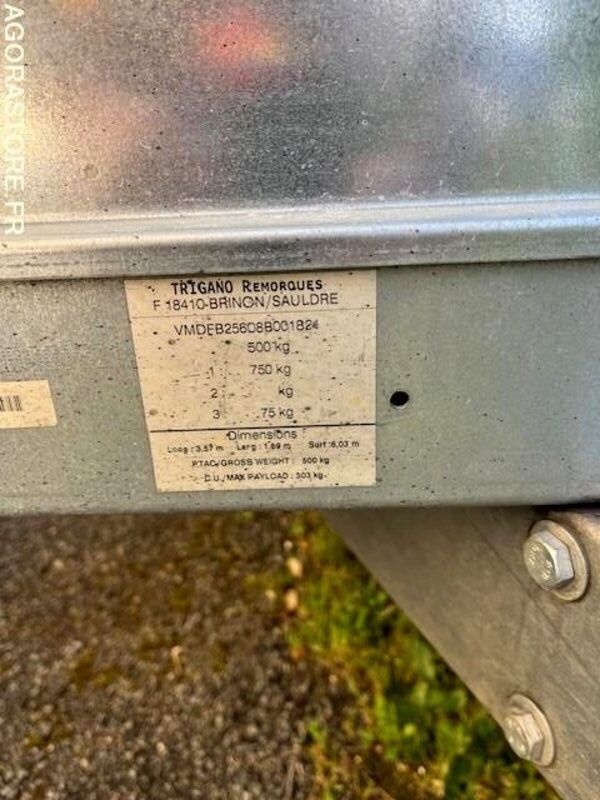 AGORASTORE.FR
TRIGANO REMORQUES
F 18410-BRINON/SAULDRE
VMDEB256D8B001824
500 kg
1 : 750 kg
2 : kg
3 : 75 kg
Dimensions
Long : 3,57 m Larg : 1,69 m Surf : 6,03 m
PTAC/GROSS WEIGHT : 500 kg
C.U./MAX PAYLOAD : 303 kg